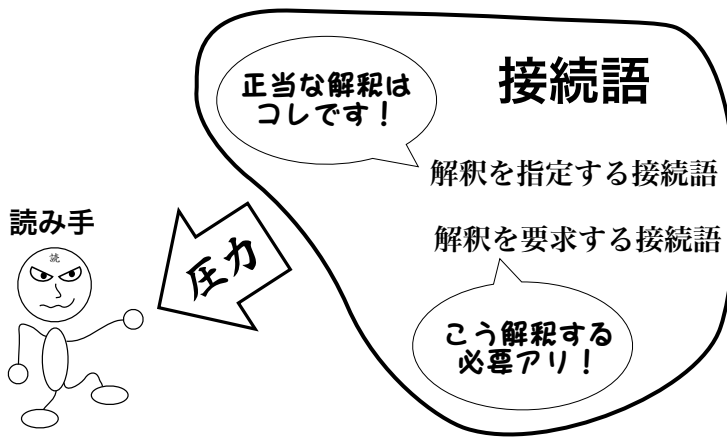 接続語
正当な解釈は
コレです！
解釈を指定する接続語
解釈を要求する接続語
こう解釈する
必要アリ！
圧力
読み手
読